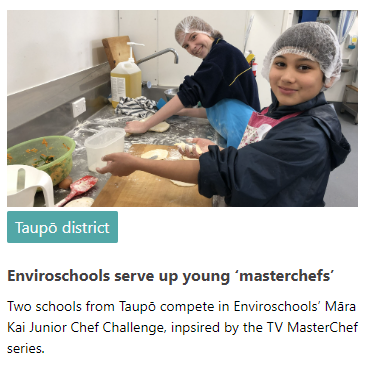 Taupō district
Enviroschools serve up young ‘masterchefs’
Two schools from Taupō compete in Enviroschools’ Māra
Kai Junior Chef Challenge, inpsired by the TV MasterChef
series.